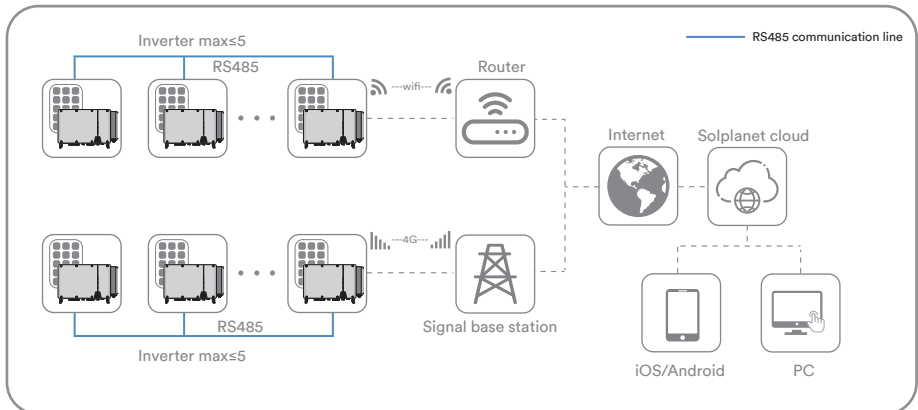 Inverter max≤5
RS485
---wifi---
Router
RS485 communication line
Internet
Solplanet cloud
---4G---
RS485
Inverter max≤5
Signal base station
iOS/Android
PC